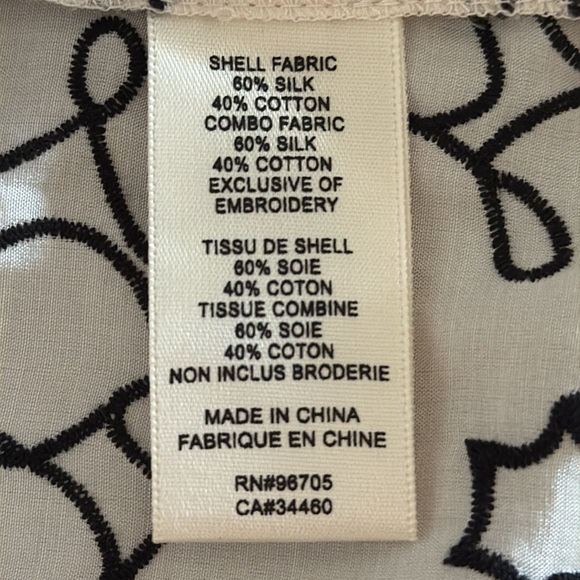 SHELL FABRIC
60% SILK
40% COTTON
COMBO FABRIC
60% SILK
40% COTTON
EXCLUSIVE OF
EMBROIDERY
TISSU DE SHELL
60% SOIE
40% COTON
TISSUE COMBINE
60% SOIE
40% COTON
NON INCLUS BRODERIE
MADE IN CHINA
FABRIQUE EN CHINE
RN#96705
CA#34460